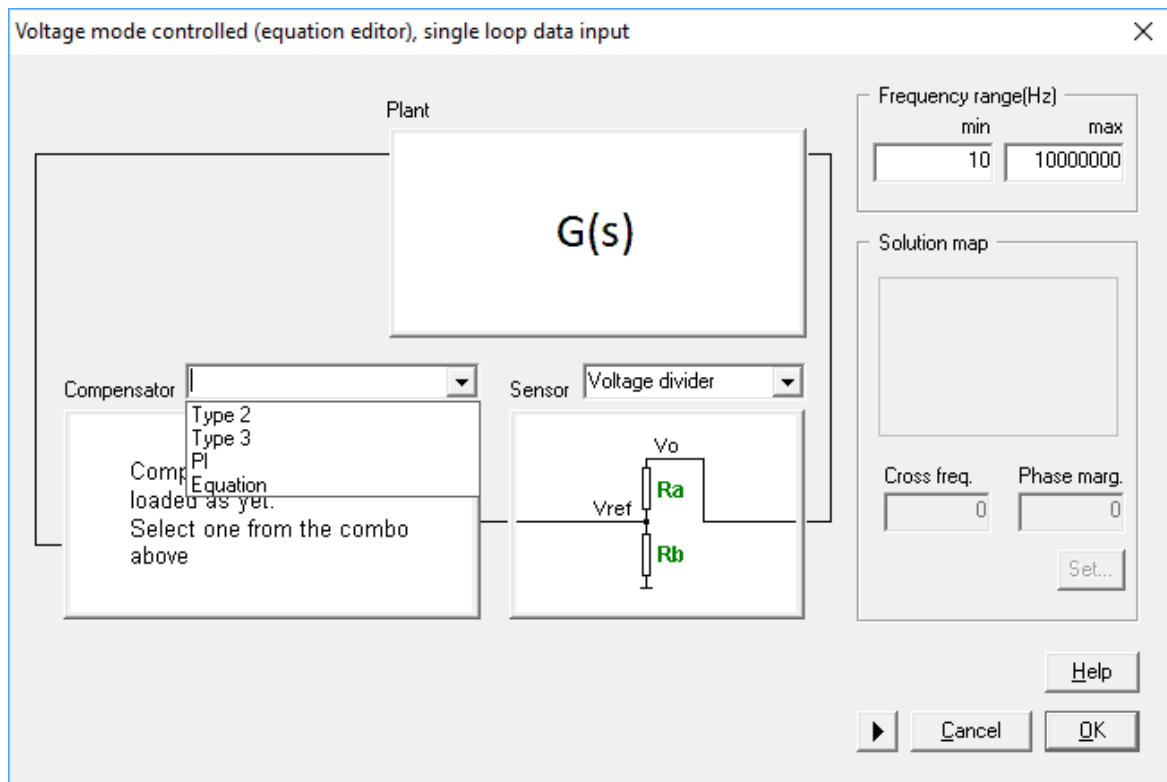 Voltage mode controlled (equation editor), single loop data input
Plant
G(s)
Frequency range(Hz)
min max
10 10000000
Solution map
Cross freq. Phase marg.
0 0
Set...
Compensator
Type 2
Type 3
PI
Equation
Comp
loaded as yet.
Select one from the combo
above
Sensor Voltage divider
Vo
Ra
Vref
Rb
Help
Cancel OK